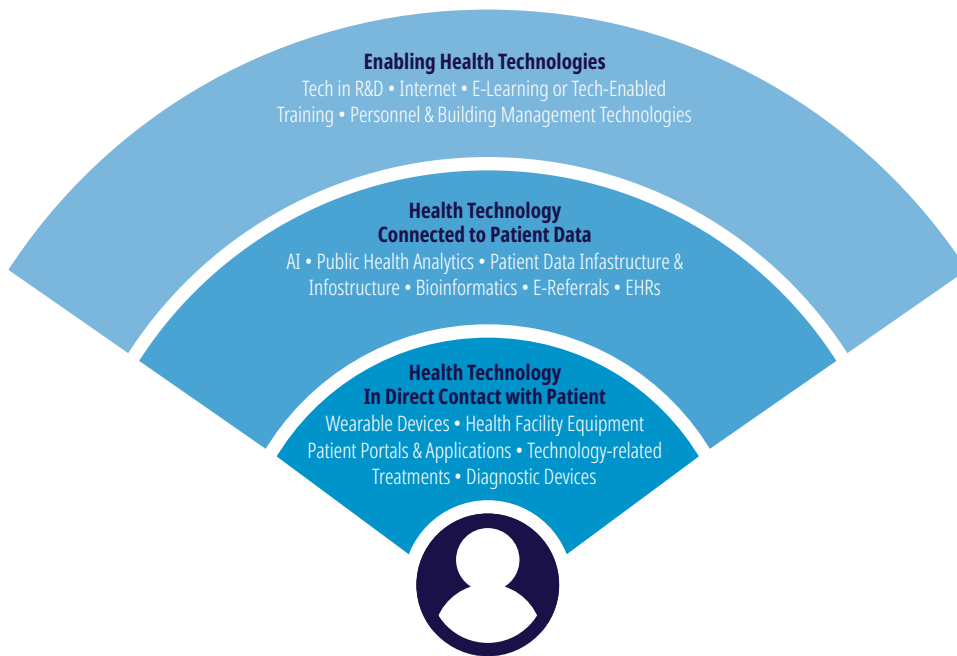 Enabling Health Technologies
Tech in R&D • Internet • E-Learning or Tech-Enabled
Training • Personnel & Building Management Technologies
Health Technology
Connected to Patient Data
AI • Public Health Analytics • Patient Data Infastructure &
Infostructure • Bioinformatics • E-Referrals • EHRs
Health Technology
In Direct Contact with Patient
Wearable Devices • Health Facility Equipment
Patient Portals & Applications • Technology-related
Treatments • Diagnostic Devices